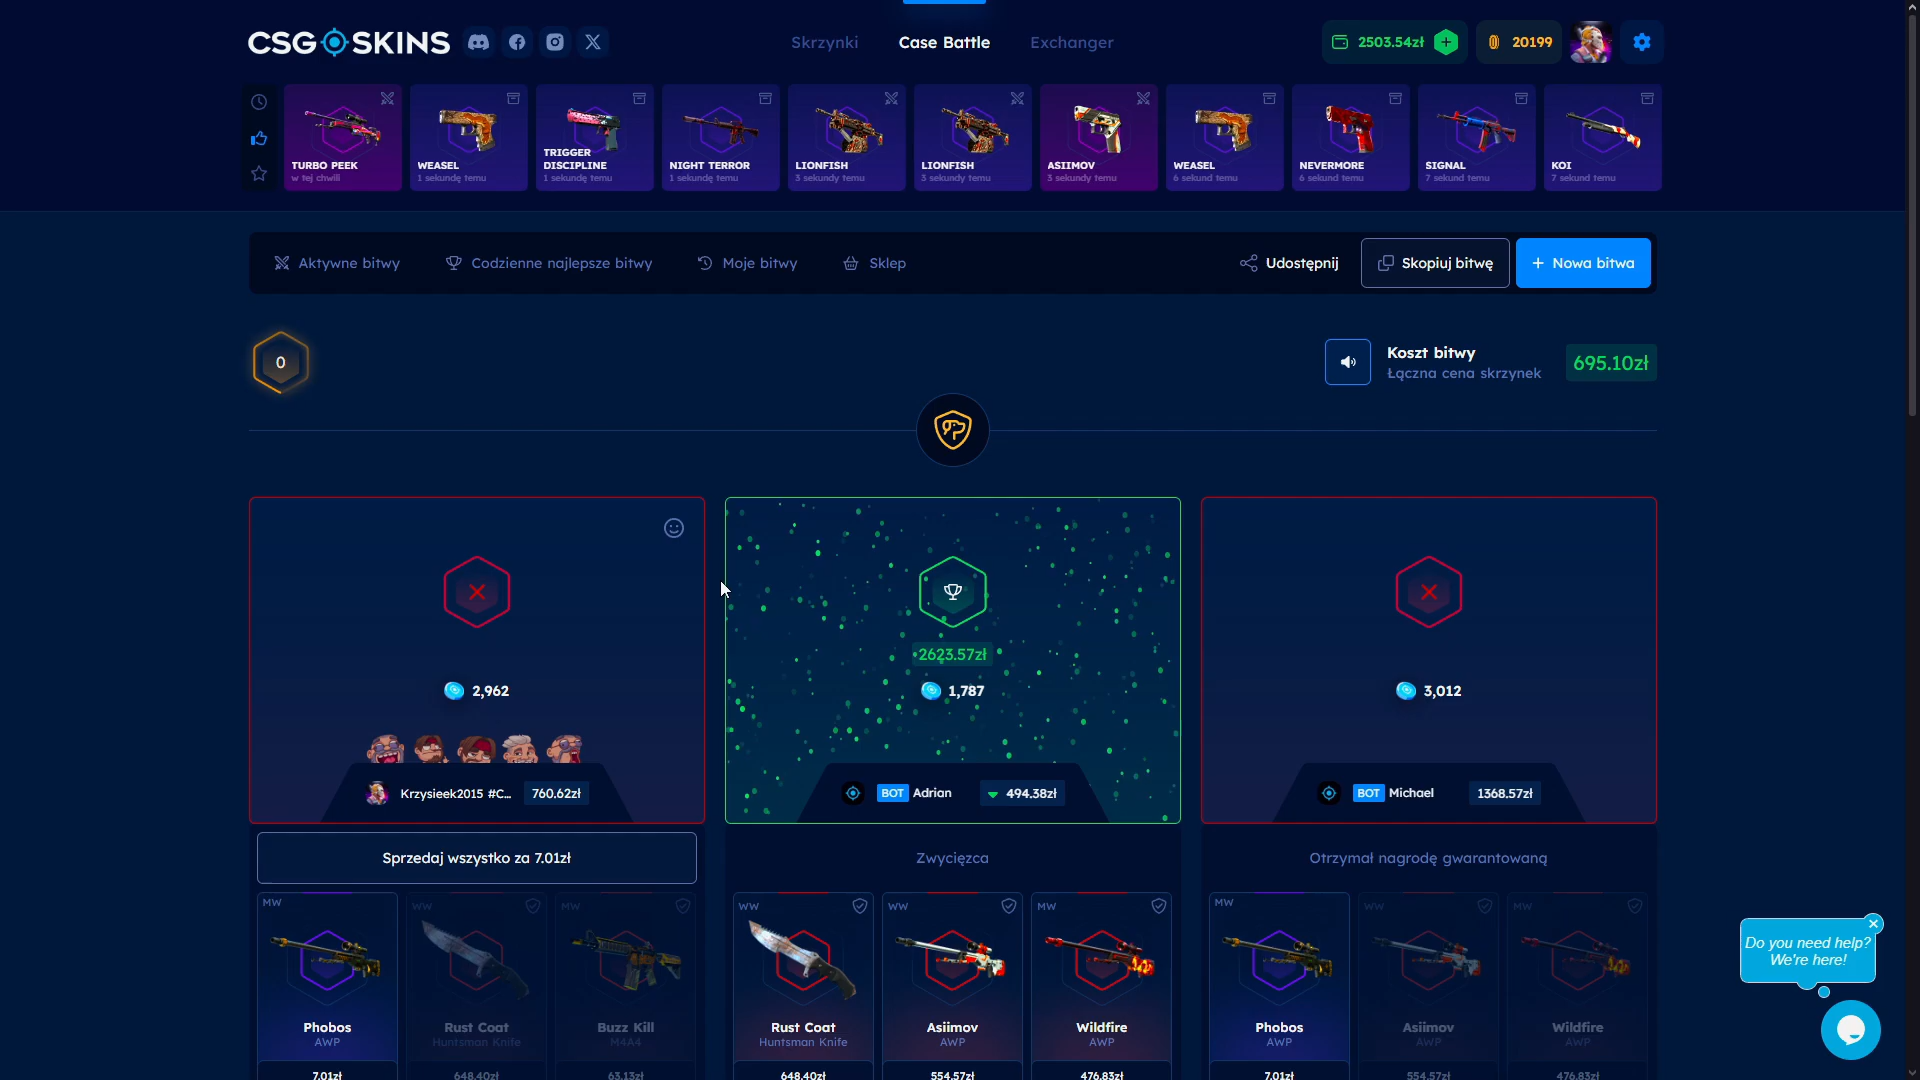 CSG SKINS
Skrzynki
Case Battle
Exchanger
2503.54zł
20199
TURBO PEEK
w tej chwili
WEASEL
1 sekundę temu
TRIGGER
DISCIPLINE
1 sekundę temu
NIGHT TERROR
1 sekundę temu
LIONFISH
3 sekundy temu
LIONFISH
3 sekundy temu
ASIIMOV
3 sekundy temu
WEASEL
6 sekund temu
NEVERMORE
6 sekund temu
SIGNAL
7 sekund temu
KOI
7 sekund temu
Aktywne bitwy
Codzienne najlepsze bitwy
Moje bitwy
Sklep
Udostępnij
Skopiuj bitwę
+ Nowa bitwa
0
Koszt bitwy
Łączna cena skrzynek
695.10zł
2623.57zł
2,962
1,787
3,012
Krzysieek2015 #C...
760.62zł
BOT Adrian
494.38zł
BOT Michael
1368.57zł
Sprzedaj wszystko za 7.01zł
Zwycięzca
Otrzymał nagrodę gwarantowaną
MW
Phobos
AWP
7.01zł
WW
Rust Coat
Huntsman Knife
648.40zł
MW
Buzz Kill
M4A4
63.13zł
WW
Rust Coat
Huntsman Knife
648.40zł
WW
Asiimov
AWP
554.57zł
MW
Wildfire
AWP
476.83zł
MW
Phobos
AWP
7.01zł
WW
Asiimov
AWP
554.57zł
MW
Wildfire
AWP
476.83zł
Do you need help?
We're here!